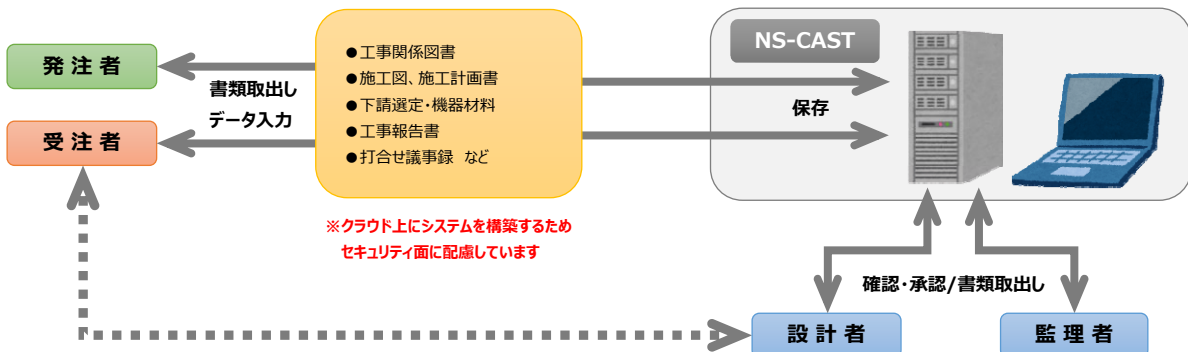 発注者
受注者
書類取出し
データ入力
●工事関係図書
●施工図、施工計画書
●下請選定・機器材料
●工事報告書
●打合せ議事録 など
※クラウド上にシステムを構築するため
セキュリティ面に配慮しています
NS-CAST
保存
確認・承認/書類取出し
設計者
監理者